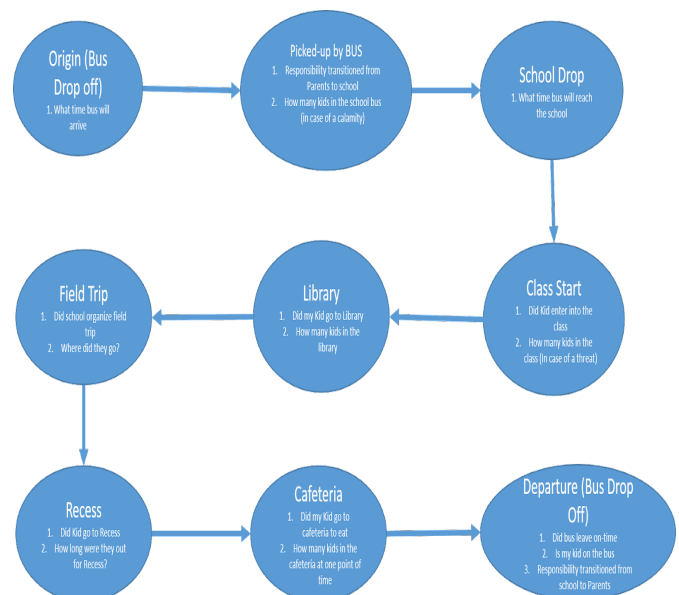 Origin (Bus
Drop off)
1. What time bus will
arrive
Picked-up by BUS
1. Responsibility transitioned from
Parents to school
2. How many kids in the school bus
(in case of a calamity)
School Drop
1. What time bus will reach
the school
Class Start
1. Did Kid enter into the
class
2. How many kids in the
class (In case of a threat)
Library
1. Did my Kid go to Library
2. How many kids in the
library
Field Trip
1. Did school organize field
trip
2. Where did they go?
Recess
1. Did Kid go to Recess
2. How long were they out
for Recess?
Cafeteria
1. Did my Kid go to
cafeteria to eat
2. How many kids in the
cafeteria at one point of
time
Departure (Bus Drop
Off)
1. Did bus leave on-time
2. Is my kid on the bus
3. Responsibility transitioned from
school to Parents